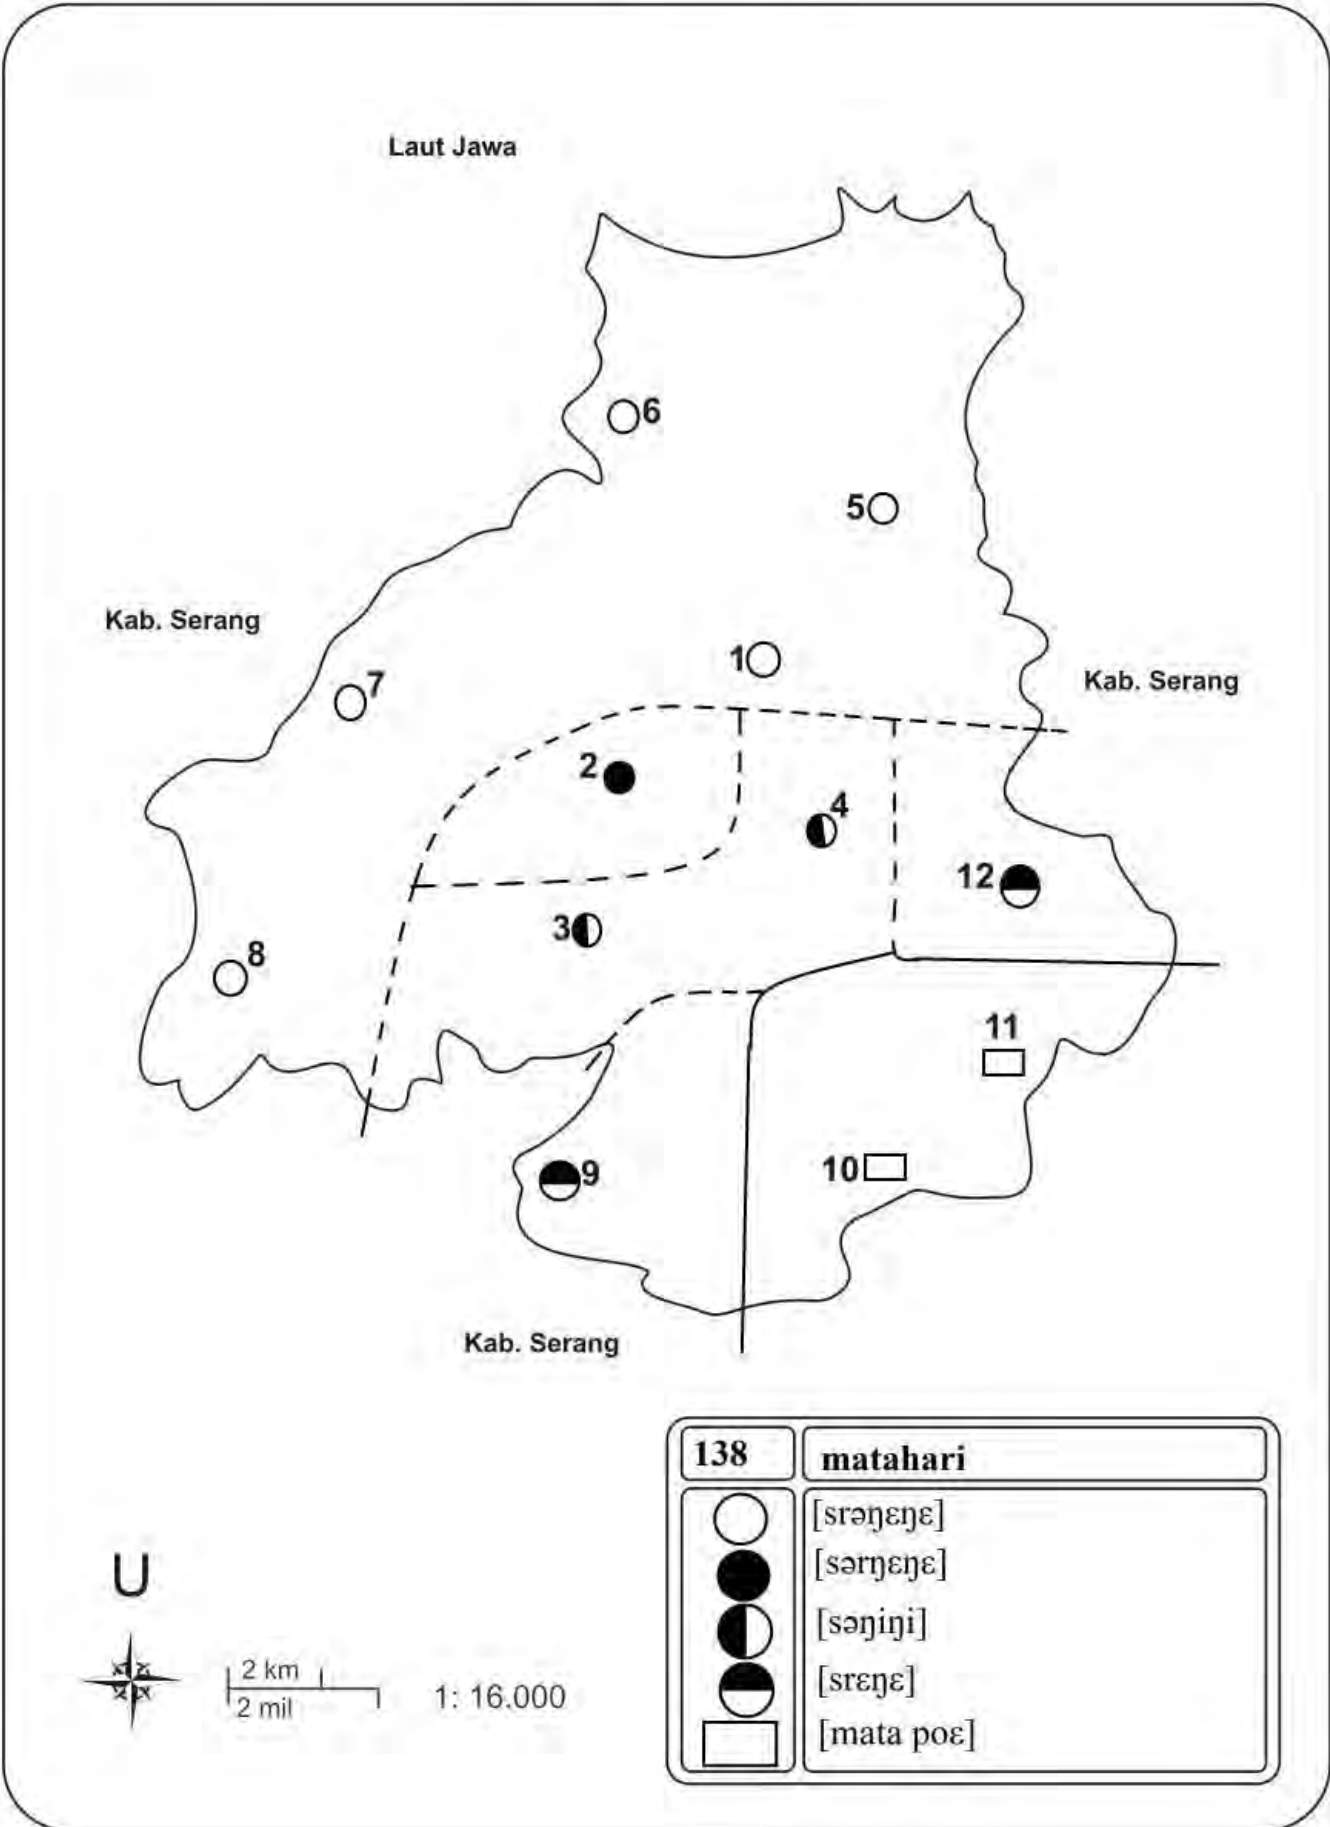 Laut Jawa
6
5
Kab. Serang
1
7
Kab. Serang
2
4
12
3
8
11
10
9
Kab. Serang
138 matahari
[srəŋɛŋɛ]
[sərŋɛŋɛ]
[səŋiŋi]
[srɛŋɛ]
[mata poɛ]
U
2 km
2 mil
1: 16.000